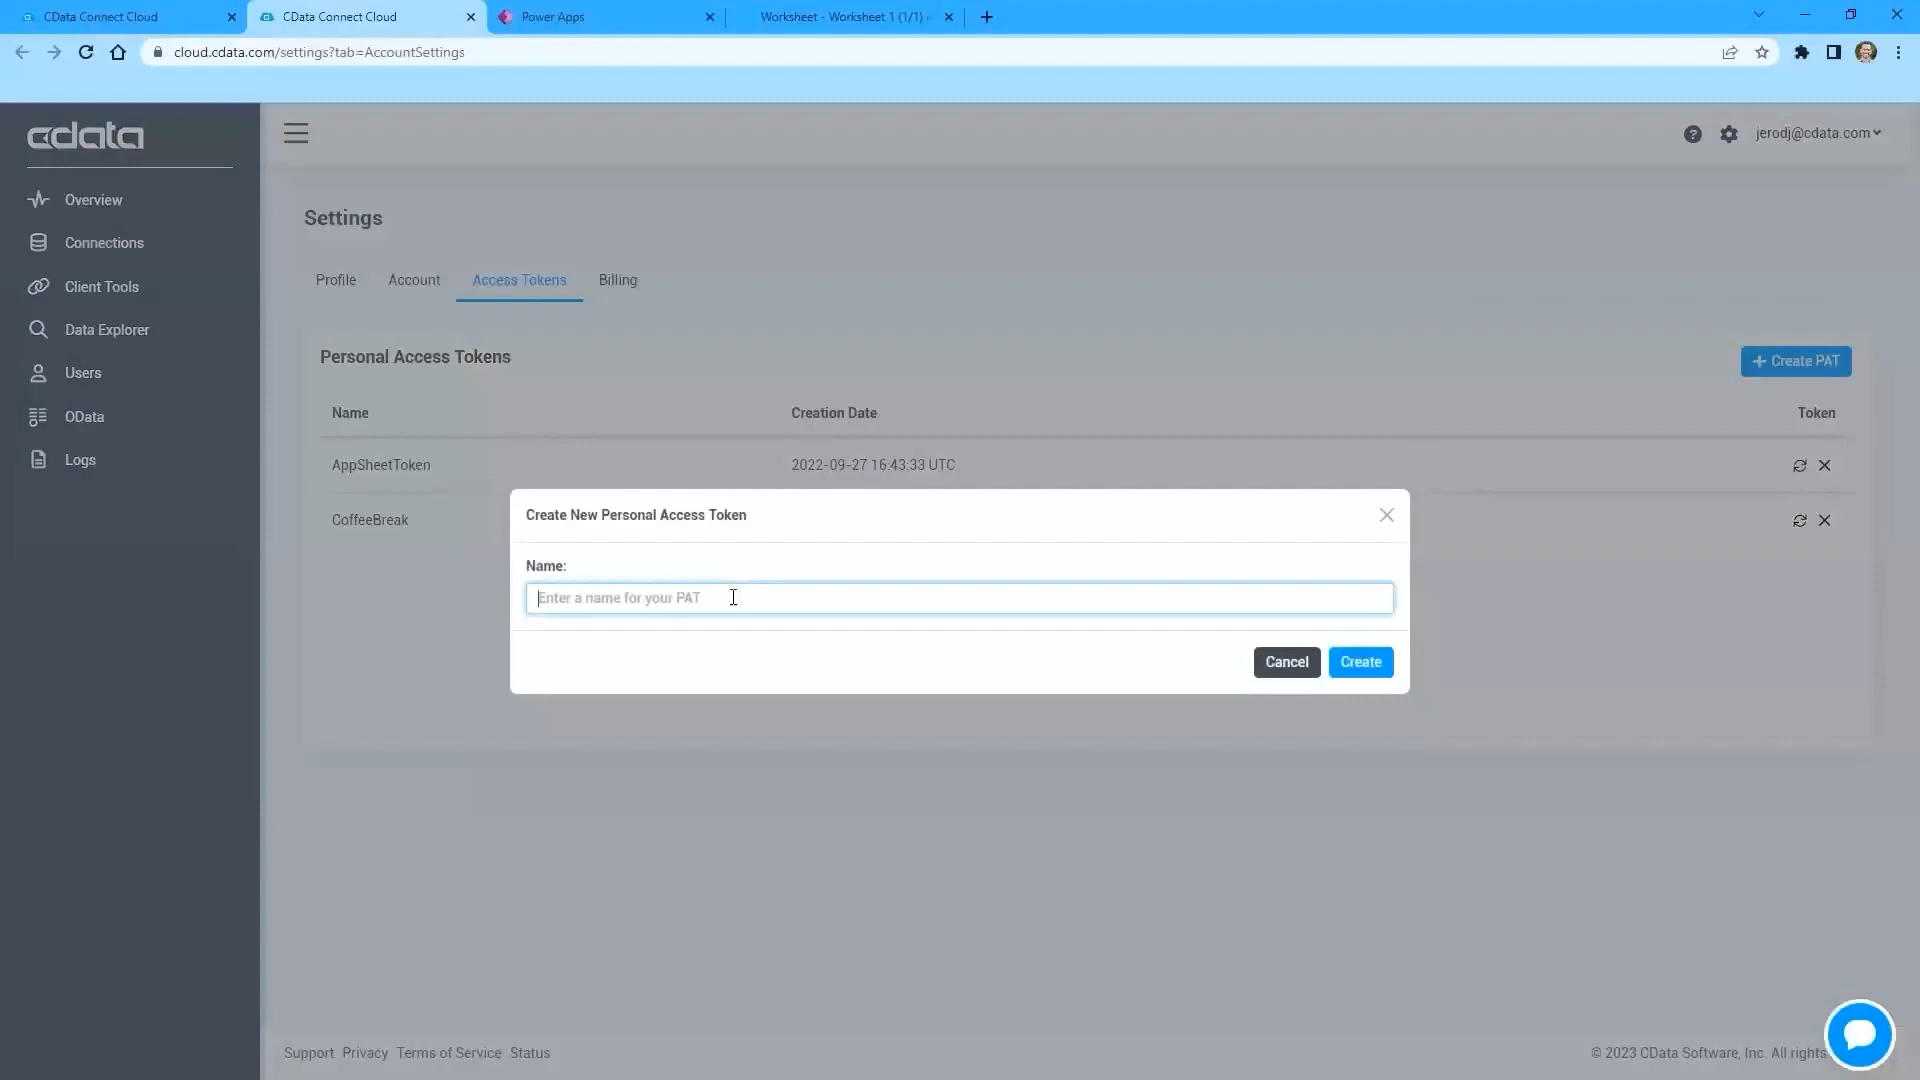 CData Connect Cloud
CData Connect Cloud
Power Apps
Worksheet - Worksheet 1 (1/1)
cloud.cdata.com/settings?tab=AccountSettings
cdata
jerodj@cdata.com
Overview
Connections
Client Tools
Data Explorer
Users
OData
Logs
Settings
Profile
Account
Access Tokens
Billing
Personal Access Tokens
+ Create PAT
Name
Creation Date
Token
AppSheetToken
2022-09-27 16:43:33 UTC
CoffeeBreak
Create New Personal Access Token
Name:
Enter a name for your PAT
Cancel
Create
Support Privacy Terms of Service Status
© 2023 CData Software, Inc. All rights